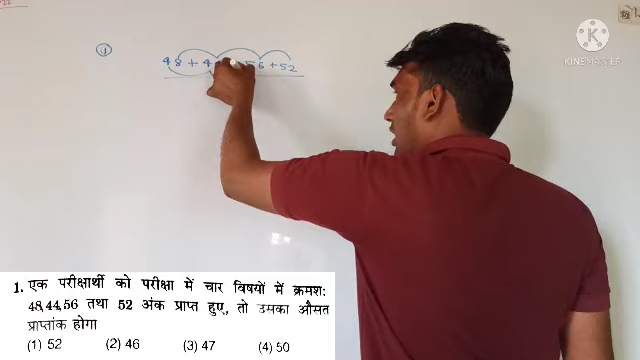 (1)
48 + 4 56 + 52
KINEMASTER
1. एक परीक्षार्थी को परीक्षा में चार विषयों में क्रमशः
48,44,56 तथा 52 अंक प्राप्त हुए, तो उसका औसत
प्राप्तांक होगा
(1) 52 (2) 46 (3) 47 (4) 50